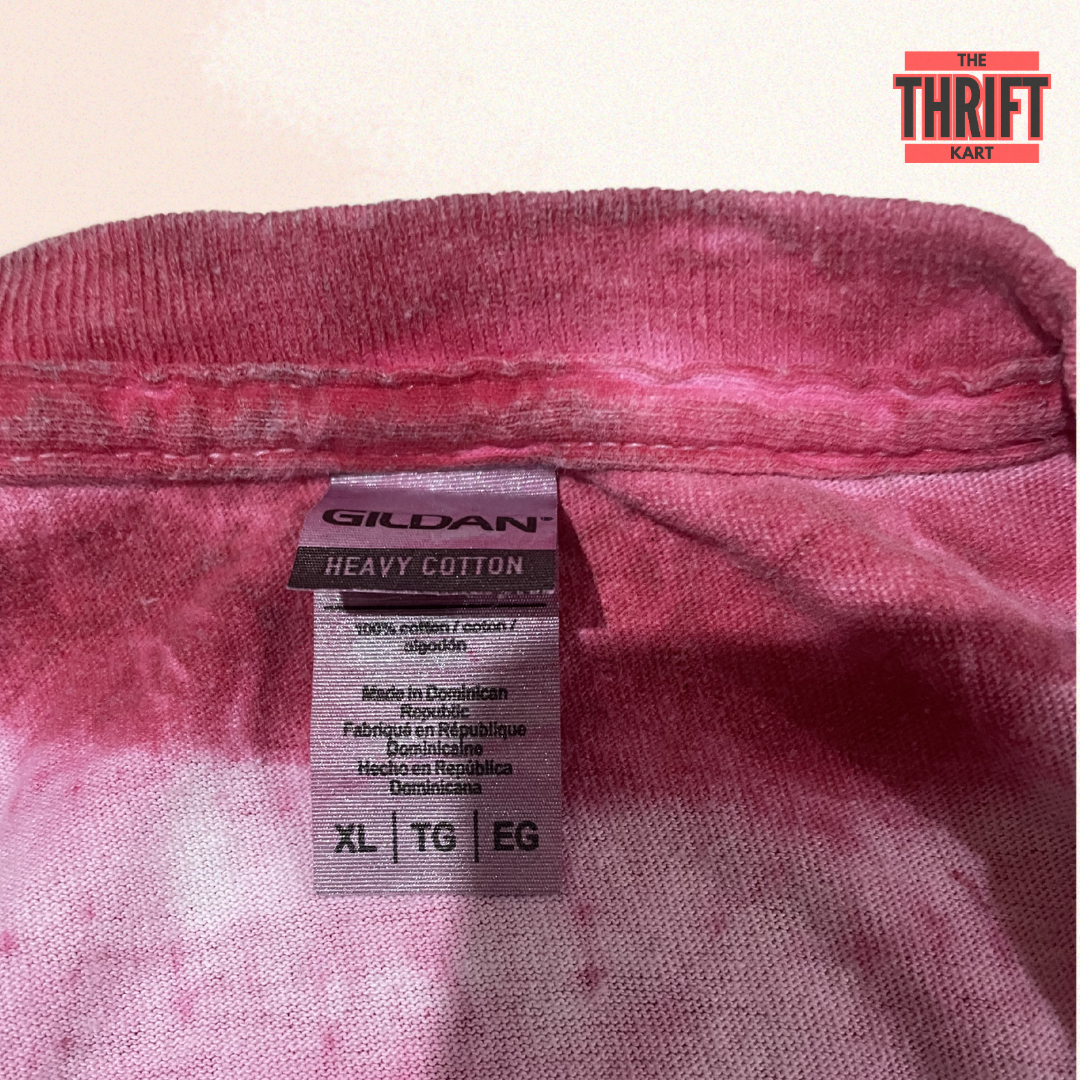 THE
THRIFT
KART
GILDAN
HEAVY COTTON
100% cotton / coton /
algodón
Made in Dominican
Republic
Fabriqué en République
Dominicaine
Hecho en República
Dominicana
XL | TG | EG